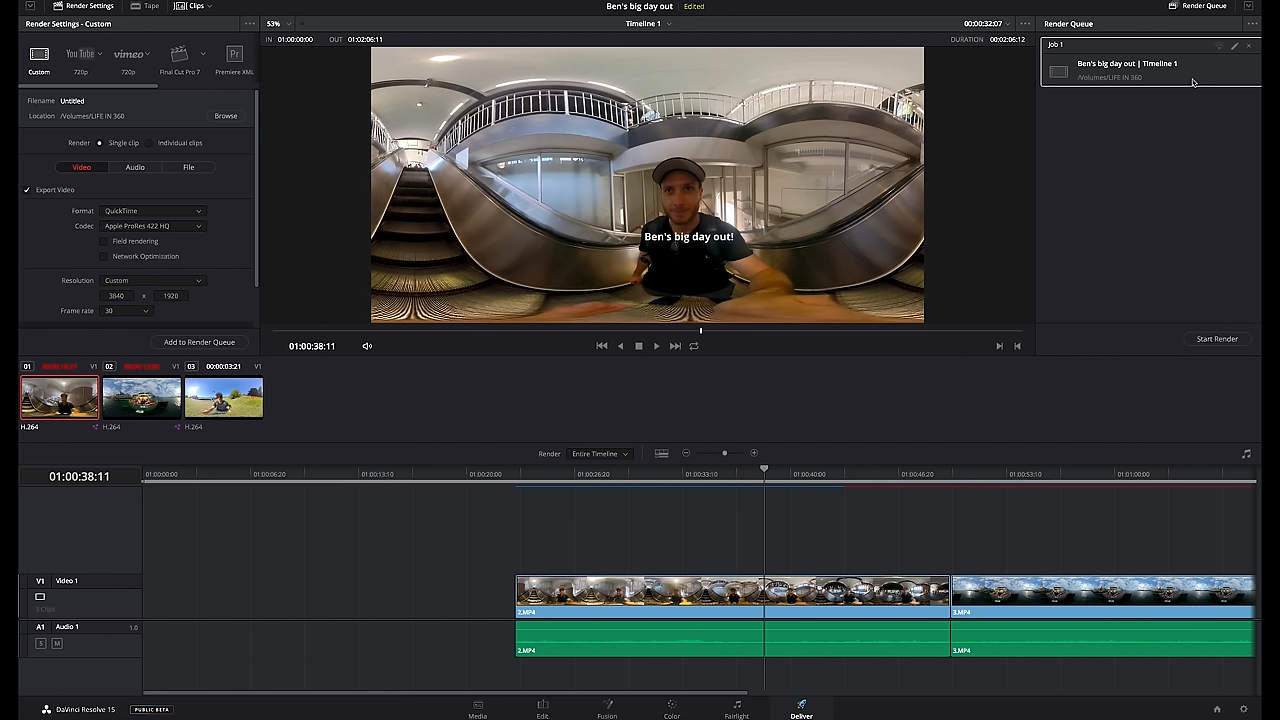 Render Settings
Tape
Clips
Ben's big day out
Edited
Render Queue
Render Settings - Custom
53%
Timeline 1
00:00:32:07
Render Queue
IN 01:00:00:00
OUT 01:02:06:11
DURATION 00:02:06:12
Job 1
Ben's big day out | Timeline 1
/Volumes/LIFE IN 360
YouTube
vimeo
Pr
Custom
720p
720p
Final Cut Pro 7
Premiere XML
Filename Untitled
Location /Volumes/LIFE IN 360
Browse
Render Single clip Individual clips
Video Audio File
Export Video
Format QuickTime
Codec Apple ProRes 422 HQ
Field rendering
Network Optimization
Resolution Custom
3840 x 1920
Frame rate 30
Add to Render Queue
Ben's big day out!
01:00:38:11
Start Render
01 V1 02 V1 03 00:00:03:21 V1
H.264 H.264 H.264
Render Entire Timeline
01:00:38:11
01:00:00:00 01:00:06:20 01:00:13:10 01:00:20:00 01:00:26:20 01:00:33:10 01:00:40:00 01:00:46:20 01:00:53:10 01:01:00:00
V1 Video 1
3 Clips
2.MP4 3.MP4
A1 Audio 1 1.0
S M
2.MP4 3.MP4
DaVinci Resolve 15 PUBLIC BETA
Media Edit Fusion Color Fairlight Deliver